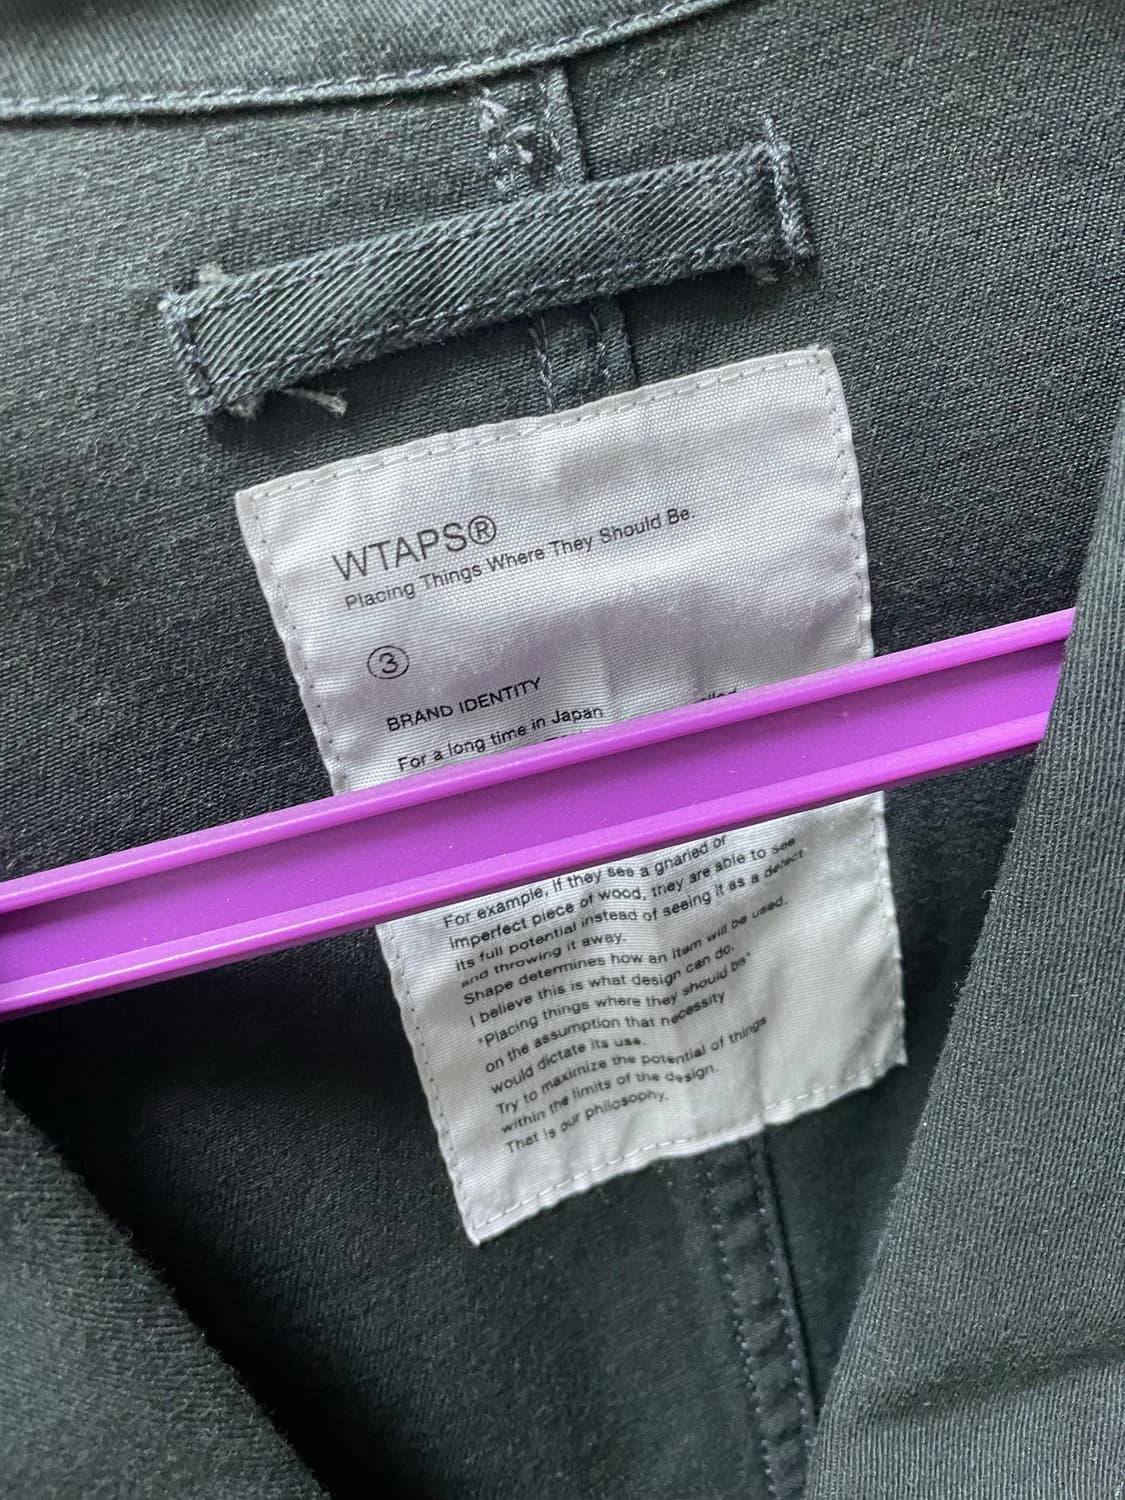 WTAPS®
Placing Things Where They Should Be.
③
BRAND IDENTITY
For a long time in Japan
For example, if they see a gnarled or
imperfect piece of wood, they are able to see
its full potential instead of seeing it as a defect
and throwing it away.
Shape determines how an item will be used.
I believe this is what design can do.
"Placing things where they should be"
on the assumption that necessity
would dictate its use.
Try to maximize the potential of things
within the limits of the design.
That is our philosophy.